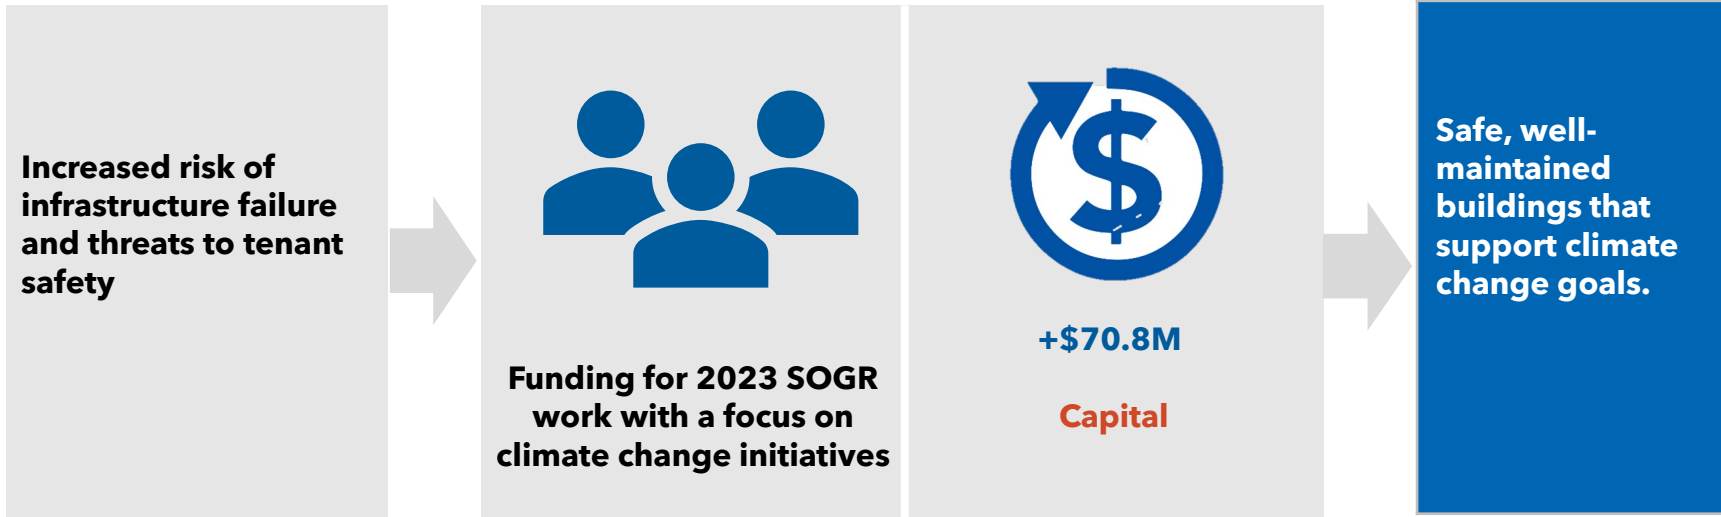 Increased risk of
infrastructure failure
and threats to tenant
safety
Funding for 2023 SOGR
work with a focus on
climate change initiatives
$
+$70.8M
Capital
Safe, well-
maintained
buildings that
support climate
change goals.